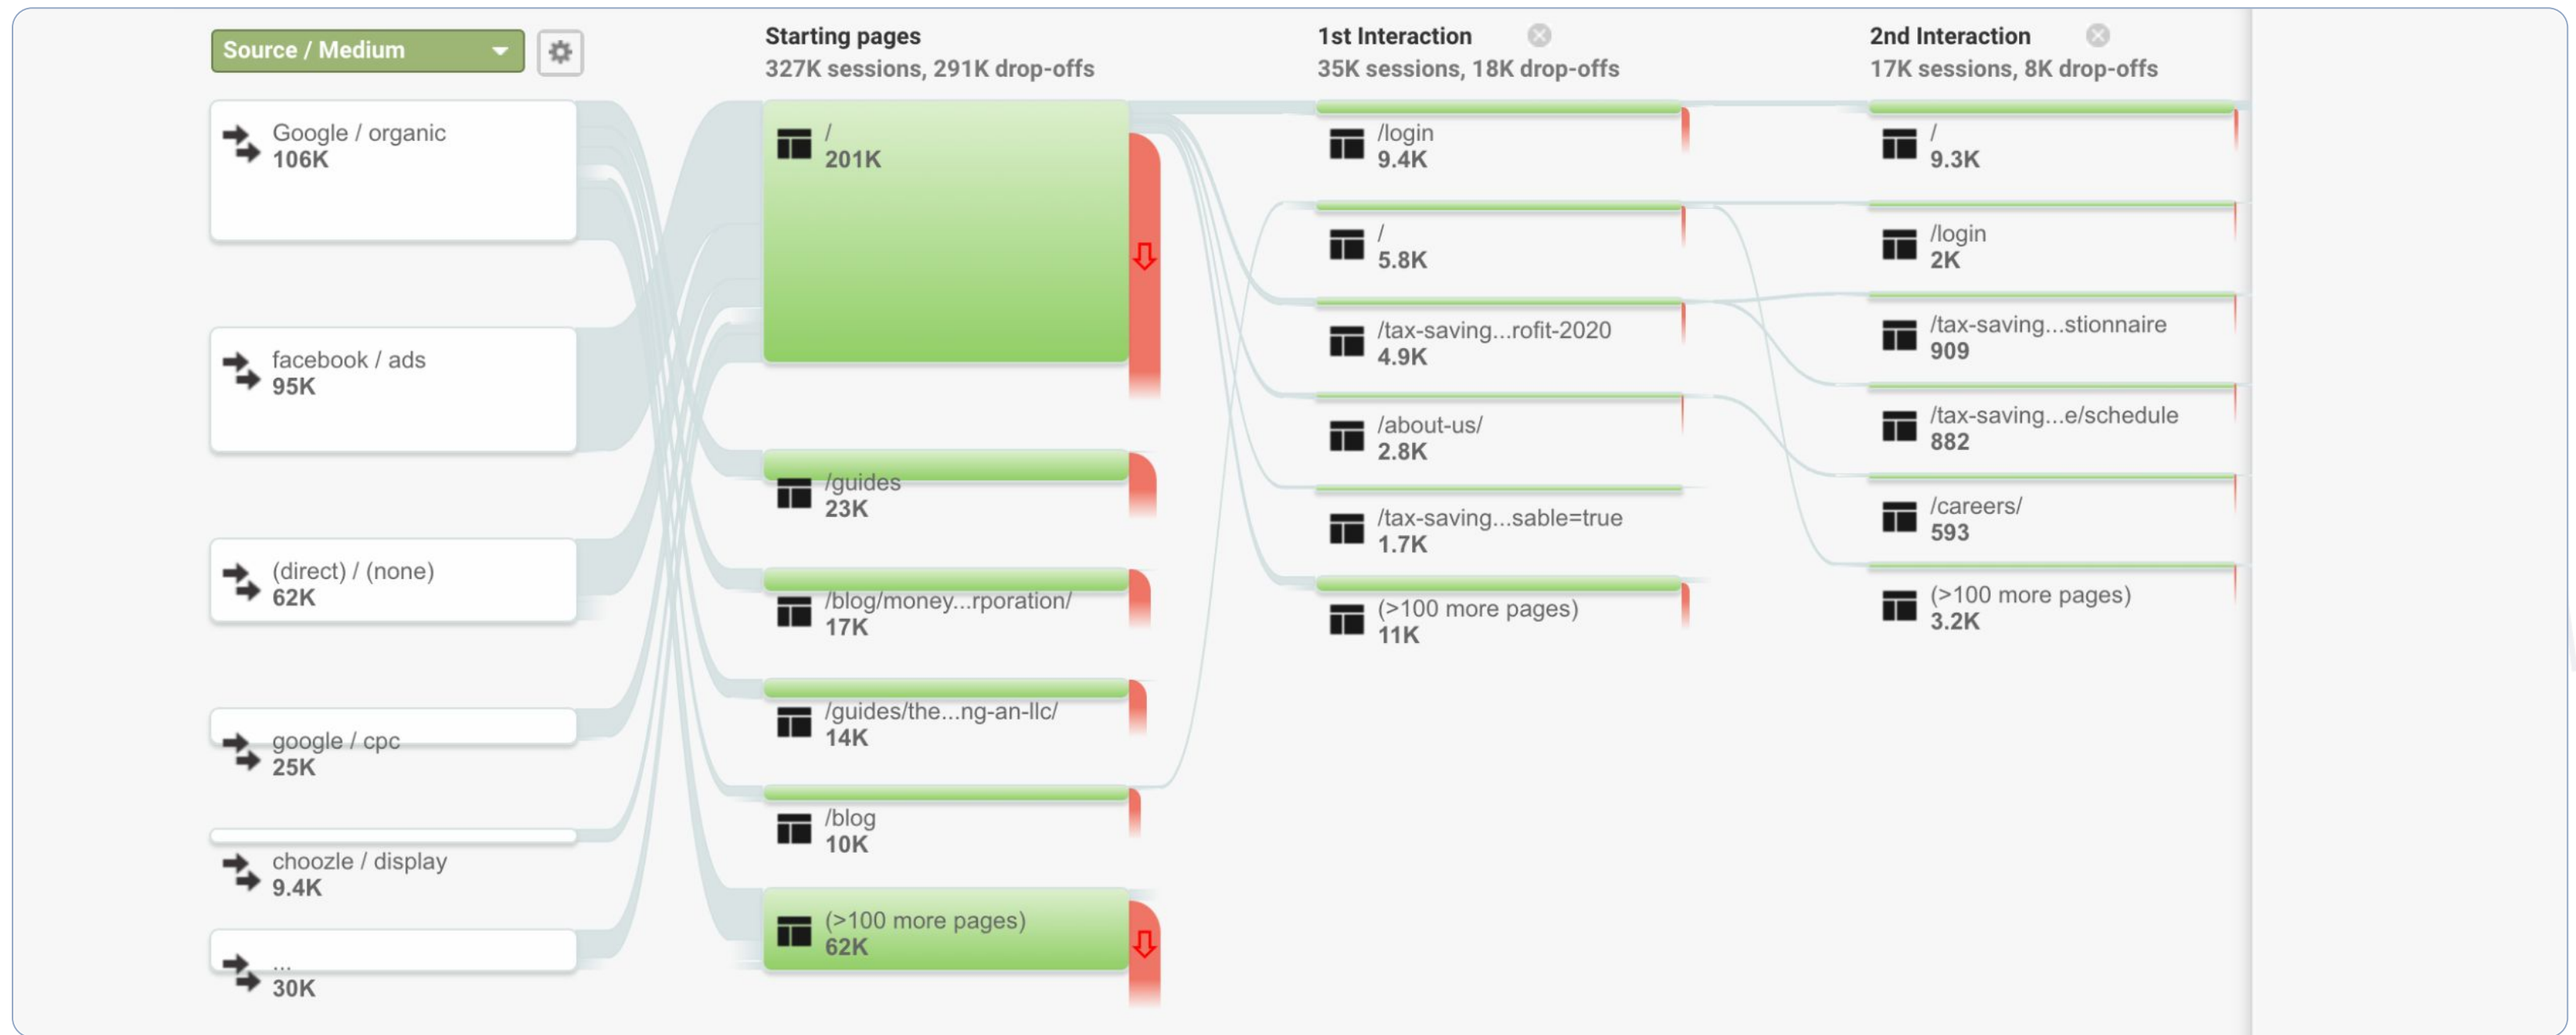 Source / Medium
Google / organic
106K
facebook / ads
95K
(direct) / (none)
62K
google / cpc
25K
choozle / display
9.4K
...
30K
Starting pages
327K sessions, 291K drop-offs
/
201K
/guides
23K
/blog/money...rporation/
17K
/guides/the...ng-an-llc/
14K
/blog
10K
(>100 more pages)
62K
1st Interaction
35K sessions, 18K drop-offs
/login
9.4K
/
5.8K
/tax-saving...rofit-2020
4.9K
/about-us/
2.8K
/tax-saving...sable=true
1.7K
(>100 more pages)
11K
2nd Interaction
17K sessions, 8K drop-offs
/
9.3K
/login
2K
/tax-saving...stionnaire
909
/tax-saving...e/schedule
882
/careers/
593
(>100 more pages)
3.2K